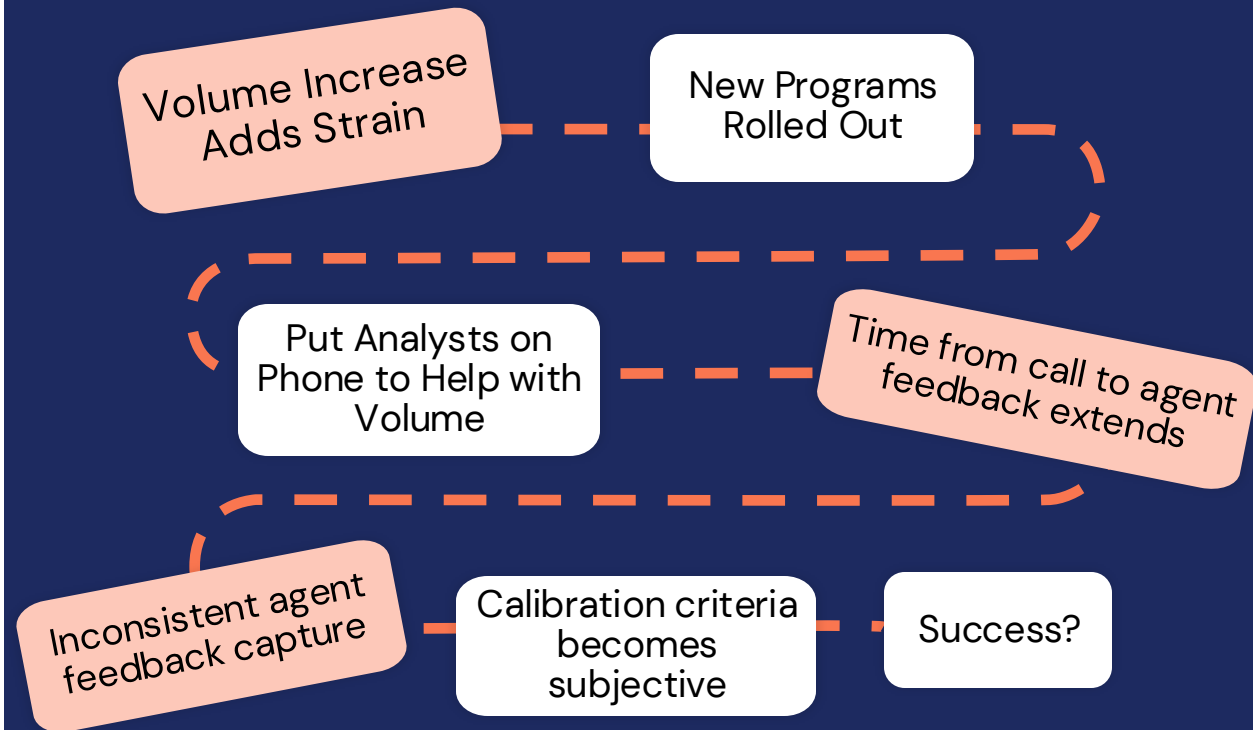 Volume Increase
Adds Strain
New Programs
Rolled Out
Put Analysts on
Phone to Help with
Volume
Time from call to agent
feedback extends
Inconsistent agent
feedback capture
Calibration criteria
becomes
subjective
Success?